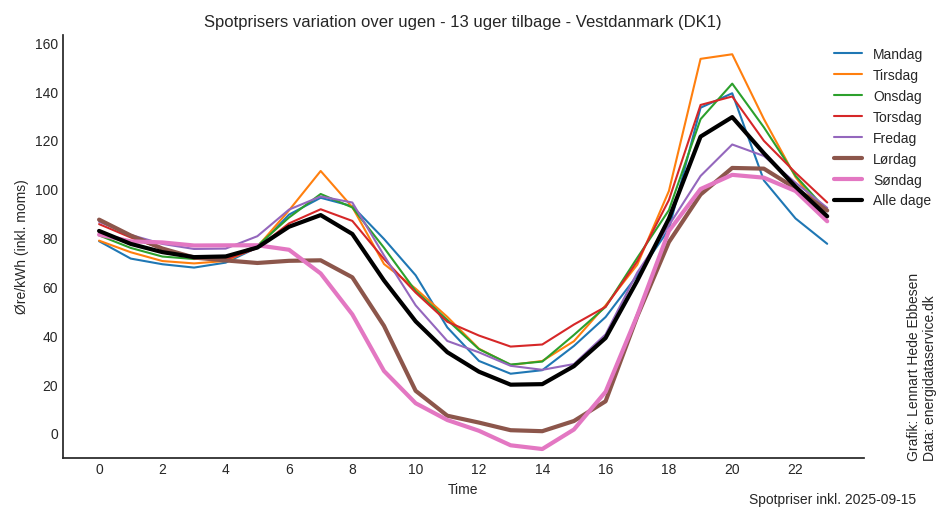 Spotprisers variation over ugen - 13 uger tilbage - Vestdanmark (DK1)
160
140
120
100
80
60
40
20
0
Øre/kWh (inkl. moms)
0 2 4 6 8 10 12 14 16 18 20 22
Time
Mandag
Tirsdag
Onsdag
Torsdag
Fredag
Lørdag
Søndag
Alle dage
Grafik: Lennart Hede Ebbesen
Data: energidataservice.dk
Spotpriser inkl. 2025-09-15